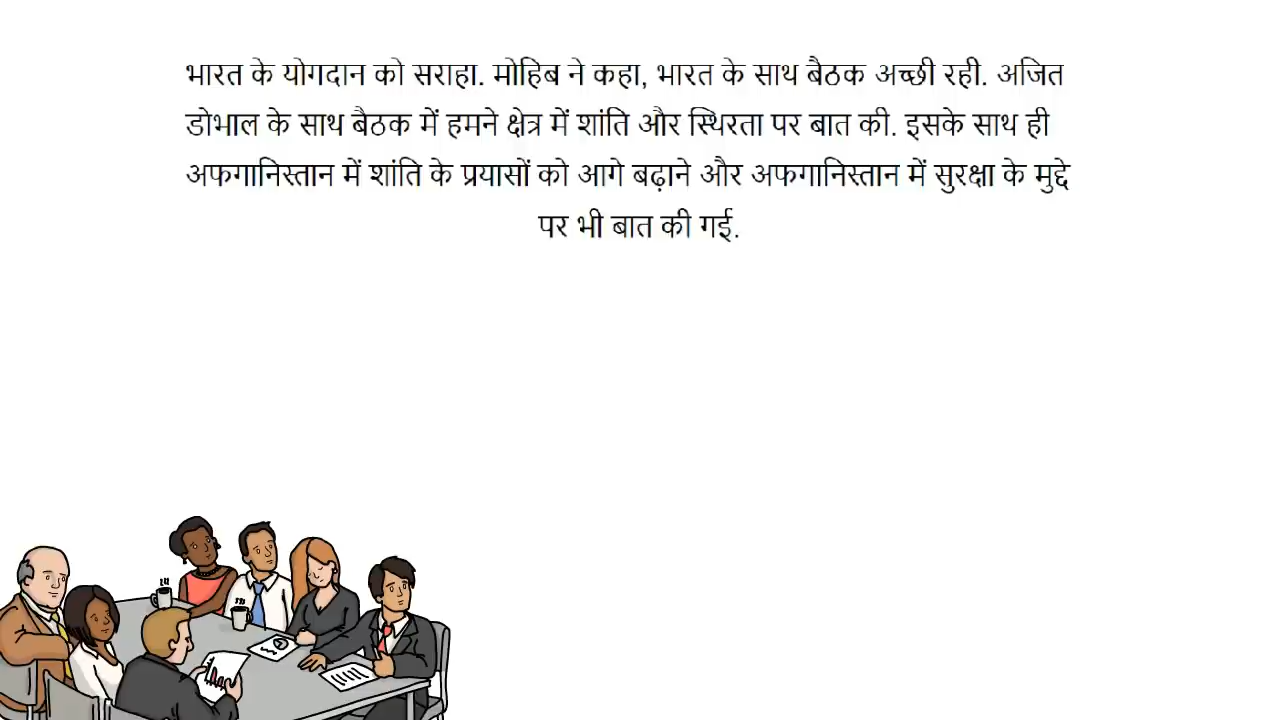 भारत के योगदान को सराहा. मोहिब ने कहा, भारत के साथ बैठक अच्छी रही. अजित
डोभाल के साथ बैठक में हमने क्षेत्र में शांति और स्थिरता पर बात की. इसके साथ ही
अफगानिस्तान में शांति के प्रयासों को आगे बढ़ाने और अफगानिस्तान में सुरक्षा के मुद्दे
पर भी बात की गई.